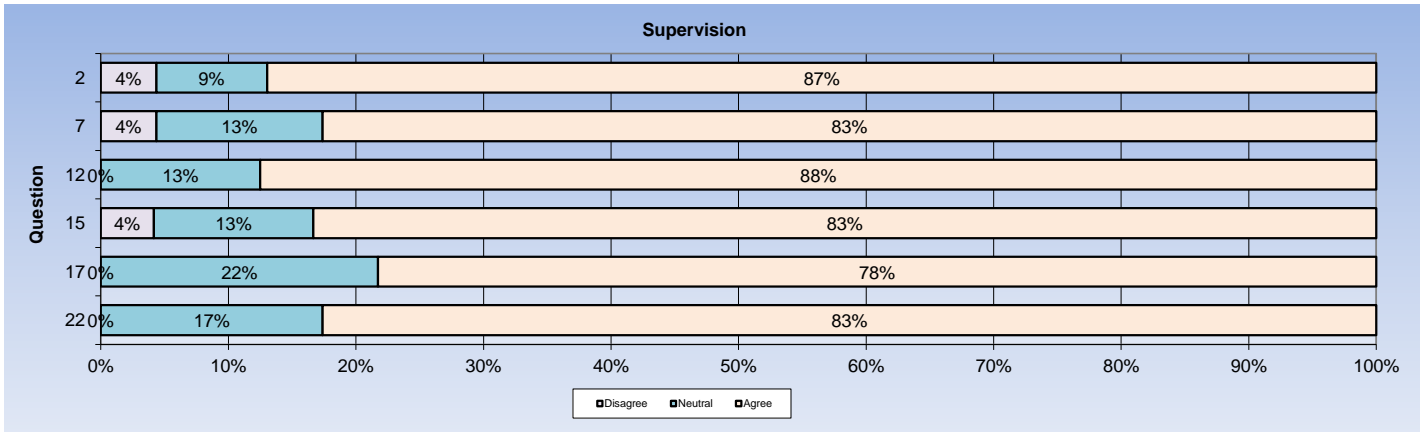 Supervision
Question
2 4% 9% 87%
7 4% 13% 83%
12 0% 13% 88%
15 4% 13% 83%
17 0% 22% 78%
22 0% 17% 83%
0% 10% 20% 30% 40% 50% 60% 70% 80% 90% 100%
Disagree Neutral Agree